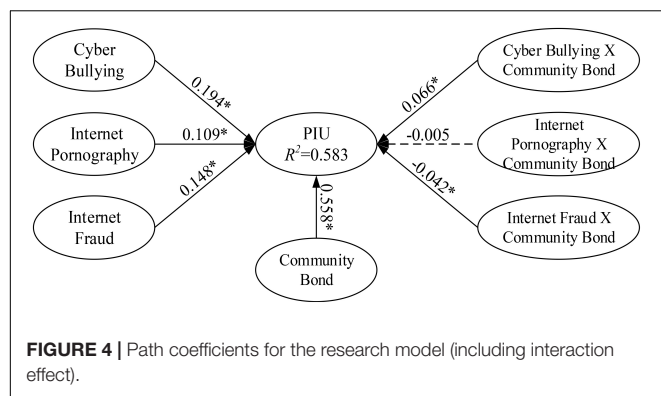 Cyber
Bullying
Cyber Bullying X
Community Bond
0.194*
0.066*
Internet
Pornography
0.109*
PIU
R²=0.583
-0.005
Internet
Pornography X
Community Bond
0.148*
-0.042*
Internet
Fraud
0.558*
Internet Fraud X
Community Bond
Community
Bond
FIGURE 4 | Path coefficients for the research model (including interaction
effect).